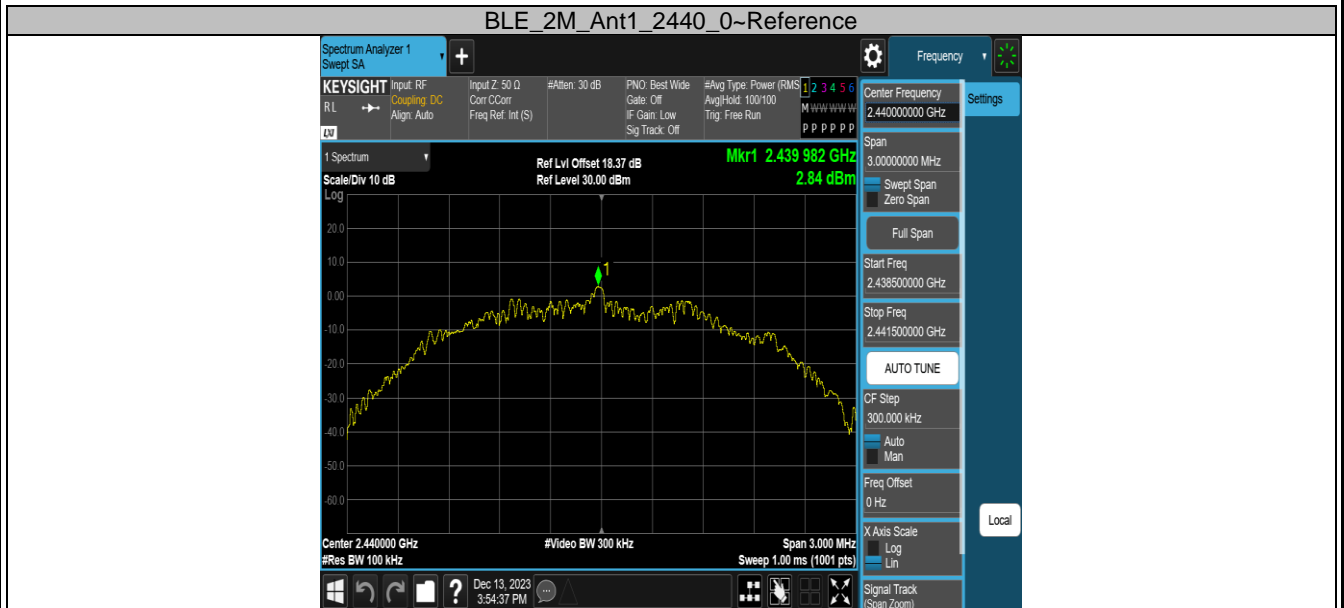 BLE_2M_Ant1_2440_0~Reference
Spectrum Analyzer 1
Swept SA
+
Frequency
KEYSIGHT
RL
LXI
Input: RF
Coupling: DC
Align: Auto
Input Z: 50 Ω
Corr CCorr
Freq Ref: Int (S)
#Atten: 30 dB
PNO: Best Wide
Gate: Off
IF Gain: Low
Sig Track: Off
#Avg Type: Power (RMS
Avg|Hold: 100/100
Trig: Free Run
1 2 3 4 5 6
M W W W W W
P P P P P P
Center Frequency
2.440000000 GHz
Settings
Span
3.00000000 MHz
Swept Span
Zero Span
Full Span
Start Freq
2.438500000 GHz
Stop Freq
2.441500000 GHz
AUTO TUNE
CF Step
300.000 kHz
Auto
Man
Freq Offset
0 Hz
X Axis Scale
Log
Lin
Signal Track
(Span Zoom)
Local
1 Spectrum
Scale/Div 10 dB
Log
Ref Lvl Offset 18.37 dB
Ref Level 30.00 dBm
Mkr1 2.439 982 GHz
2.84 dBm
20.0
10.0
1
0.00
-10.0
-20.0
-30.0
-40.0
-50.0
-60.0
Center 2.440000 GHz
#Res BW 100 kHz
#Video BW 300 kHz
Span 3.000 MHz
Sweep 1.00 ms (1001 pts)
?
Dec 13, 2023
3:54:37 PM